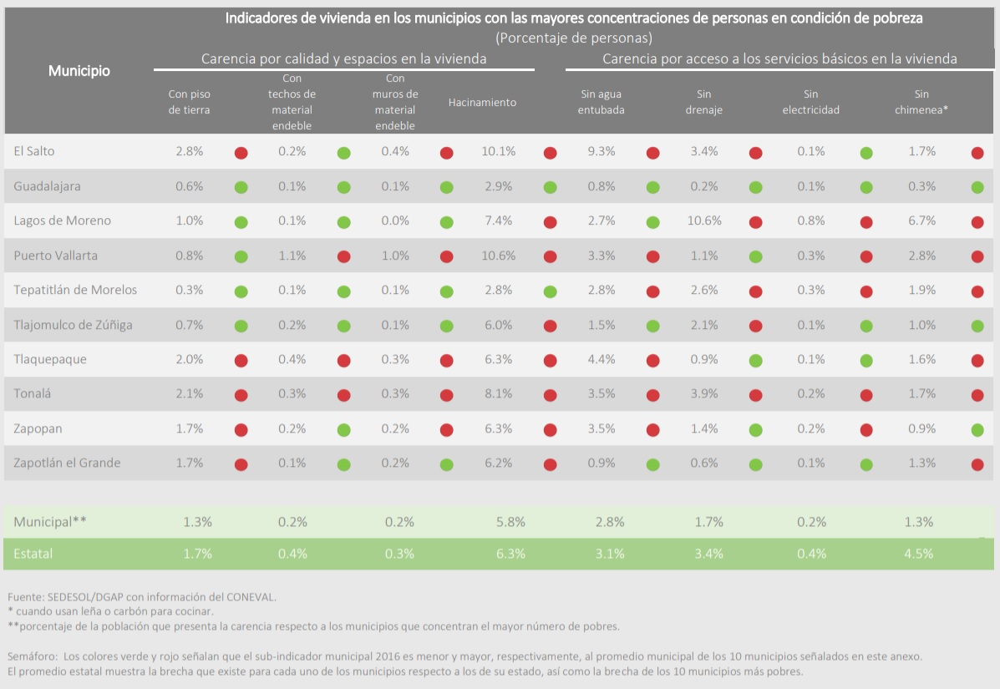 Indicadores de vivienda en los municipios con las mayores concentraciones de personas en condición de pobreza
(Porcentaje de personas)
Municipio
Carencia por calidad y espacios en la vivienda
Carencia por acceso a los servicios básicos en la vivienda
Con piso de tierra
Con techos de material endeble
Con muros de material endeble
Hacinamiento
Sin agua entubada
Sin drenaje
Sin electricidad
Sin chimenea*
El Salto 2.8% 0.2% 0.4% 10.1% 9.3% 3.4% 0.1% 1.7%
Guadalajara 0.6% 0.1% 0.1% 2.9% 0.8% 0.2% 0.1% 0.3%
Lagos de Moreno 1.0% 0.1% 0.0% 7.4% 2.7% 10.6% 0.8% 6.7%
Puerto Vallarta 0.8% 1.1% 1.0% 10.6% 3.3% 1.1% 0.3% 2.8%
Tepatitlán de Morelos 0.3% 0.1% 0.1% 2.8% 2.8% 2.6% 0.3% 1.9%
Tlajomulco de Zúñiga 0.7% 0.2% 0.1% 6.0% 1.5% 2.1% 0.1% 1.0%
Tlaquepaque 2.0% 0.4% 0.3% 6.3% 4.4% 0.9% 0.1% 1.6%
Tonalá 2.1% 0.3% 0.3% 8.1% 3.5% 3.9% 0.2% 1.7%
Zapopan 1.7% 0.2% 0.2% 6.3% 3.5% 1.4% 0.2% 0.9%
Zapotlán el Grande 1.7% 0.1% 0.2% 6.2% 0.9% 0.6% 0.1% 1.3%
Municipal** 1.3% 0.2% 0.2% 5.8% 2.8% 1.7% 0.2% 1.3%
Estatal 1.7% 0.4% 0.3% 6.3% 3.1% 3.4% 0.4% 4.5%
Fuente: SEDESOL/DGAP con información del CONEVAL.
* cuando usan leña o carbón para cocinar.
**porcentaje de la población que presenta la carencia respecto a los municipios que concentran el mayor número de pobres.
Semáforo: Los colores verde y rojo señalan que el sub-indicador municipal 2016 es menor y mayor, respectivamente, al promedio municipal de los 10 municipios señalados en este anexo.
El promedio estatal muestra la brecha que existe para cada uno de los municipios respecto a los de su estado, así como la brecha de los 10 municipios más pobres.